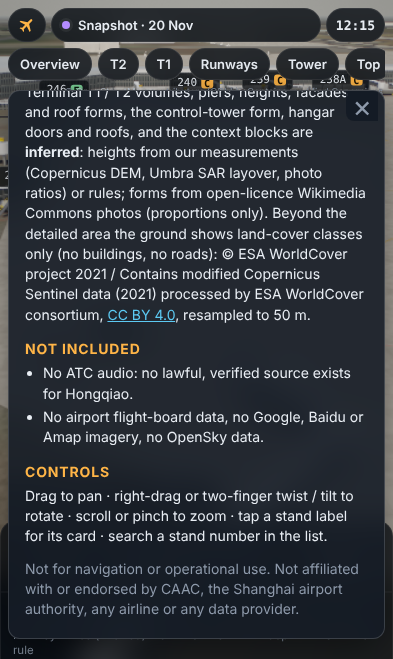 Snapshot · 20 Nov
12:15
Overview
T2
T1
Runways
Tower
Top
246
240 C
239 C
238A C
Terminal T1 / T2 volumes, piers, heights, facades
and roof forms, the control-tower form, hangar
doors and roofs, and the context blocks are
inferred: heights from our measurements
(Copernicus DEM, Umbra SAR layover, photo
ratios) or rules; forms from open-licence Wikimedia
Commons photos (proportions only). Beyond the
detailed area the ground shows land-cover classes
only (no buildings, no roads): © ESA WorldCover
project 2021 / Contains modified Copernicus
Sentinel data (2021) processed by ESA WorldCover
consortium, CC BY 4.0, resampled to 50 m.
NOT INCLUDED
• No ATC audio: no lawful, verified source exists
for Hongqiao.
• No airport flight-board data, no Google, Baidu or
Amap imagery, no OpenSky data.
CONTROLS
Drag to pan · right-drag or two-finger twist / tilt to
rotate · scroll or pinch to zoom · tap a stand label
for its card · search a stand number in the list.
Not for navigation or operational use. Not affiliated
with or endorsed by CAAC, the Shanghai airport
authority, any airline or any data provider.
rule